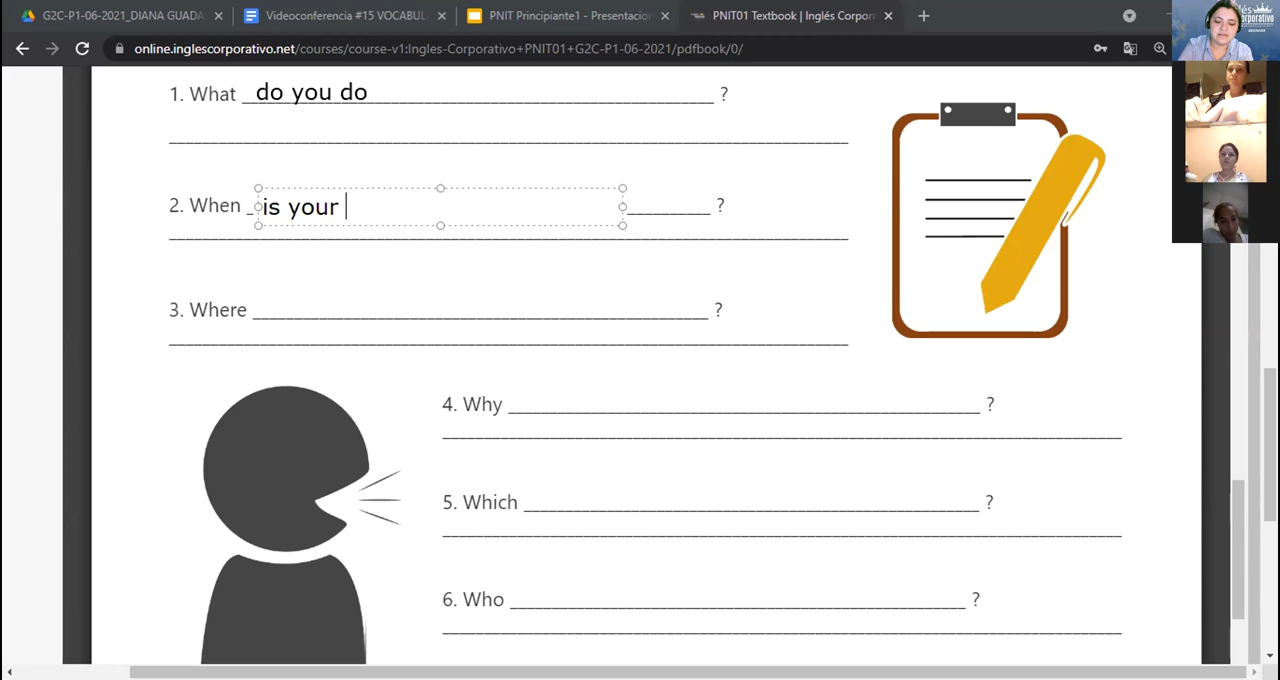 G2C-P1-06-2021_DIANA GUADA
Videoconferencia #15 VOCABUL
PNIT Principiante1 - Presentacion
PNIT01 Textbook | Inglés Corpor
online.inglescorporativo.net/courses/course-v1:Ingles-Corporativo+PNIT01+G2C-P1-06-2021/pdfbook/0/
1. What do you do ?
2. When is your ?
3. Where ?
4. Why ?
5. Which ?
6. Who ?